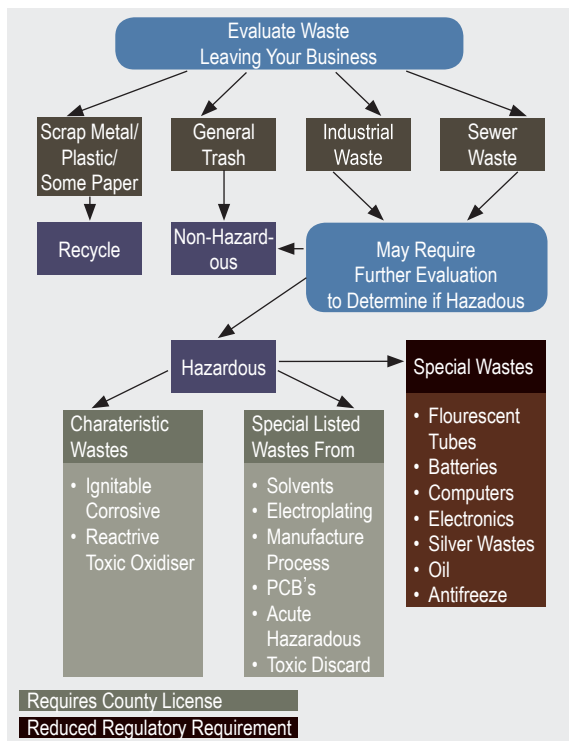 Evaluate Waste
Leaving Your Business
Scrap Metal/
Plastic/
Some Paper
General
Trash
Industrial
Waste
Sewer
Waste
Recycle
Non-Hazard-
ous
May Require
Further Evaluation
to Determine if Hazadous
Hazardous
Special Wastes
• Flourescent
Tubes
• Batteries
• Computers
• Electronics
• Silver Wastes
• Oil
• Antifreeze
Charateristic
Wastes
• Ignitable
Corrosive
• Reactrive
Toxic Oxidiser
Special Listed
Wastes From
• Solvents
• Electroplating
• Manufacture
Process
• PCB's
• Acute
Hazaradous
• Toxic Discard
Requires County License
Reduced Regulatory Requirement